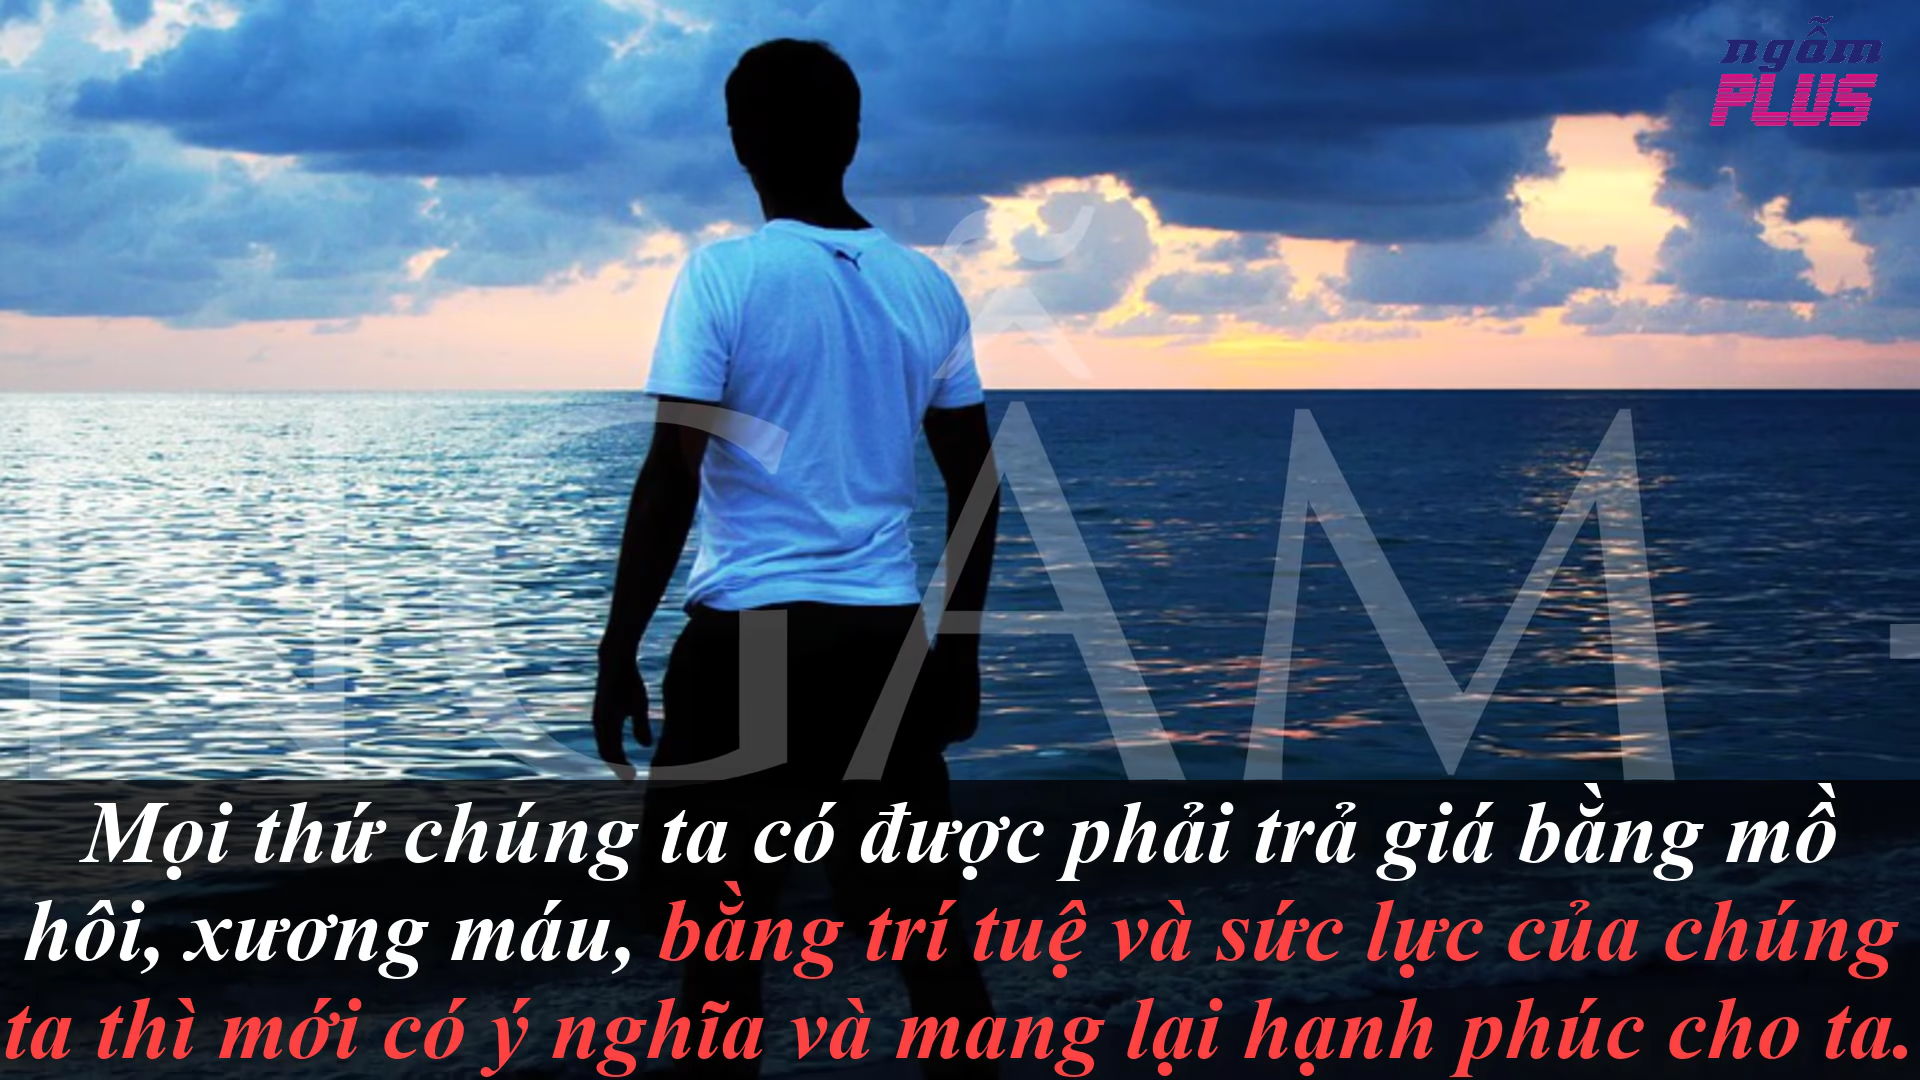 ngẫm
PLUS
NGẪM -
Mọi thứ chúng ta có được phải trả giá bằng mồ
hôi, xương máu, bằng trí tuệ và sức lực của chúng
ta thì mới có ý nghĩa và mang lại hạnh phúc cho ta.